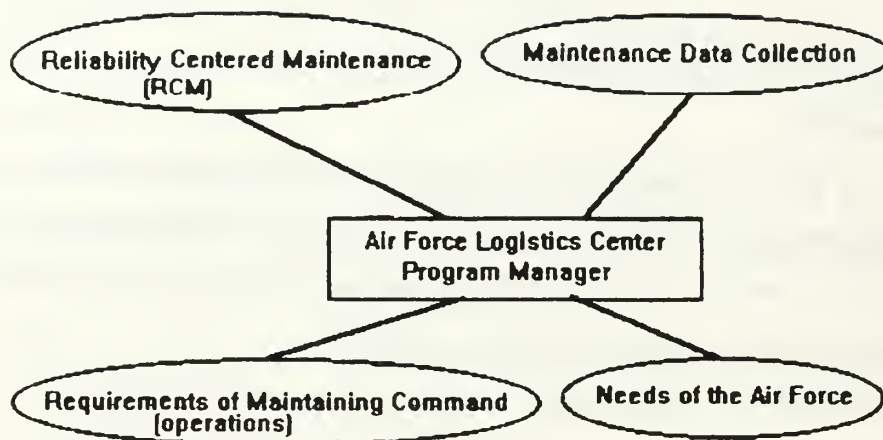 Reliability Centered Maintenance
(RCM)
Maintenance Data Collection
Air Force Logistics Center
Program Manager
Requirements of Maintaining Command
(operations)
Needs of the Air Force